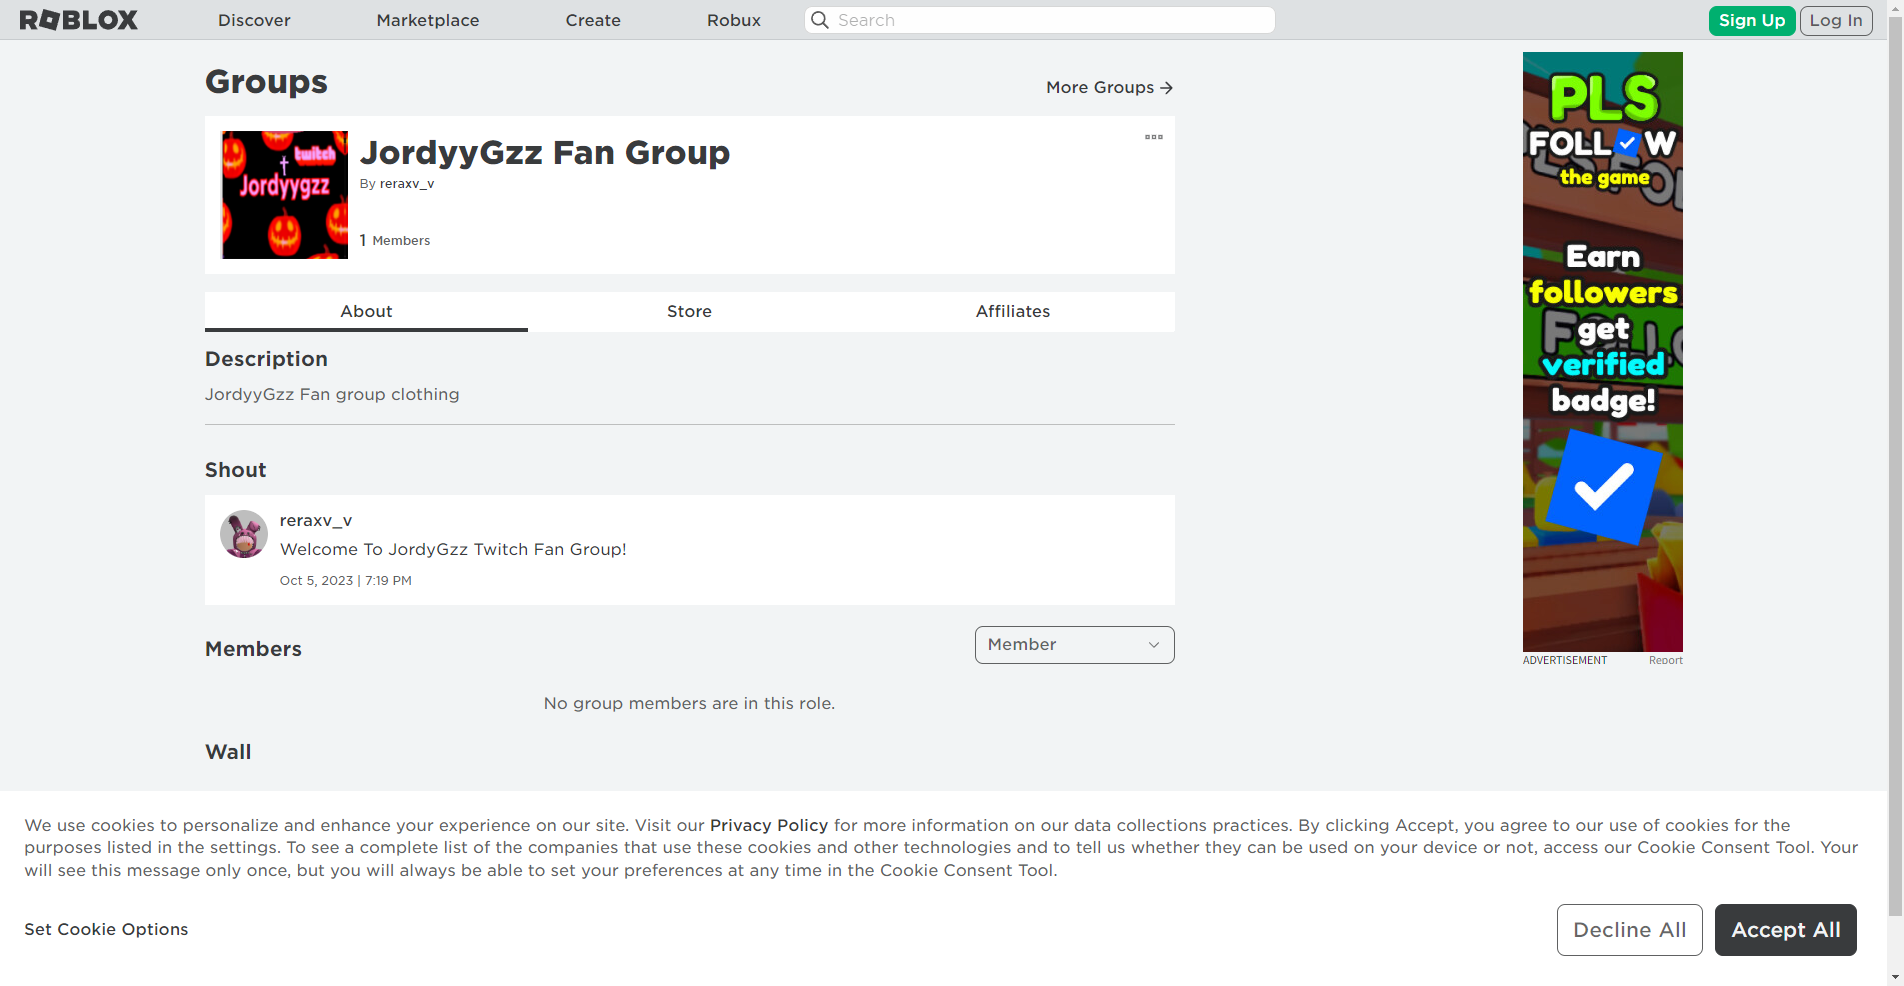 ROBLOX
Discover
Marketplace
Create
Robux
Search
Sign Up
Log In
Groups
More Groups
twitch
Jordyygzz
JordyyGzz Fan Group
By reraxv_v
1 Members
About
Store
Affiliates
Description
JordyyGzz Fan group clothing
Shout
reraxv_v
Welcome To JordyGzz Twitch Fan Group!
Oct 5, 2023 | 7:19 PM
Members
Member
No group members are in this role.
Wall
PLS
FOLLOW
the game
Earn
followers
get
verified
badge!
ADVERTISEMENT
Report
We use cookies to personalize and enhance your experience on our site. Visit our Privacy Policy for more information on our data collections practices. By clicking Accept, you agree to our use of cookies for the
purposes listed in the settings. To see a complete list of the companies that use these cookies and other technologies and to tell us whether they can be used on your device or not, access our Cookie Consent Tool. Your
will see this message only once, but you will always be able to set your preferences at any time in the Cookie Consent Tool.
Set Cookie Options
Decline All
Accept All